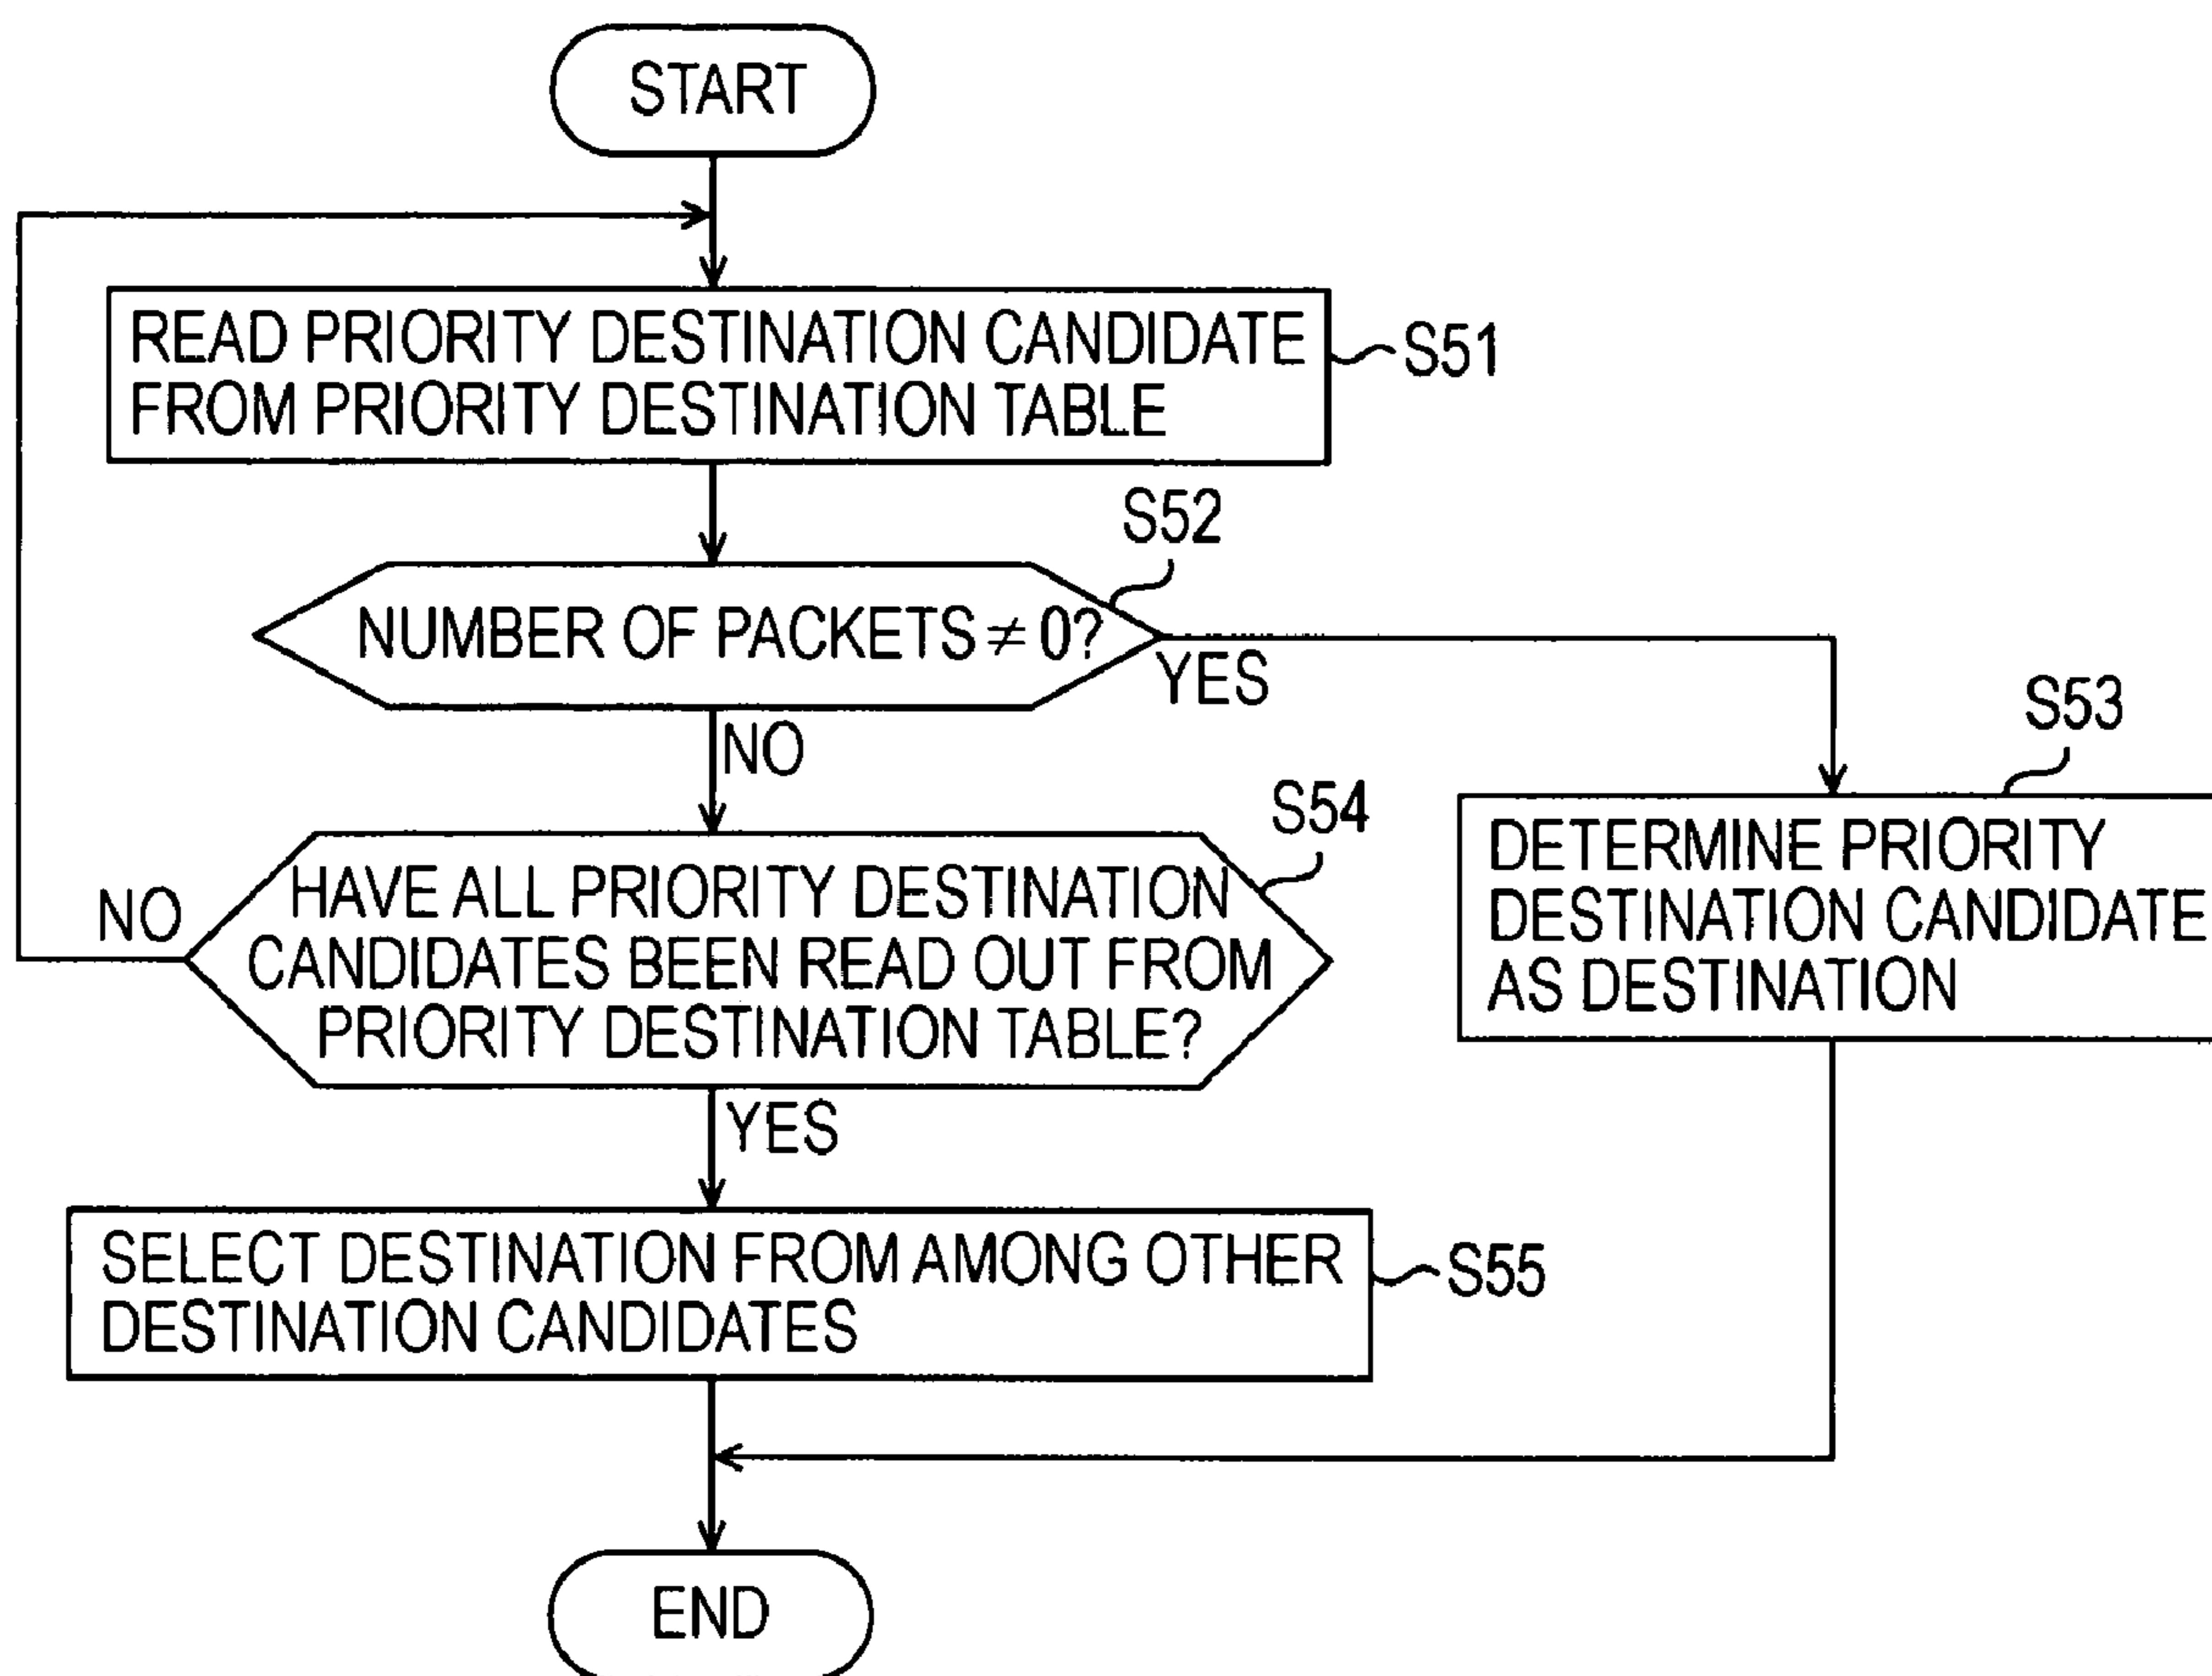 START
READ PRIORITY DESTINATION CANDIDATE
FROM PRIORITY DESTINATION TABLE
S51
S52
NUMBER OF PACKETS ≠ 0?
YES
NO
S53
DETERMINE PRIORITY
DESTINATION CANDIDATE
AS DESTINATION
S54
HAVE ALL PRIORITY DESTINATION
CANDIDATES BEEN READ OUT FROM
PRIORITY DESTINATION TABLE?
NO
YES
SELECT DESTINATION FROM AMONG OTHER
DESTINATION CANDIDATES
S55
END